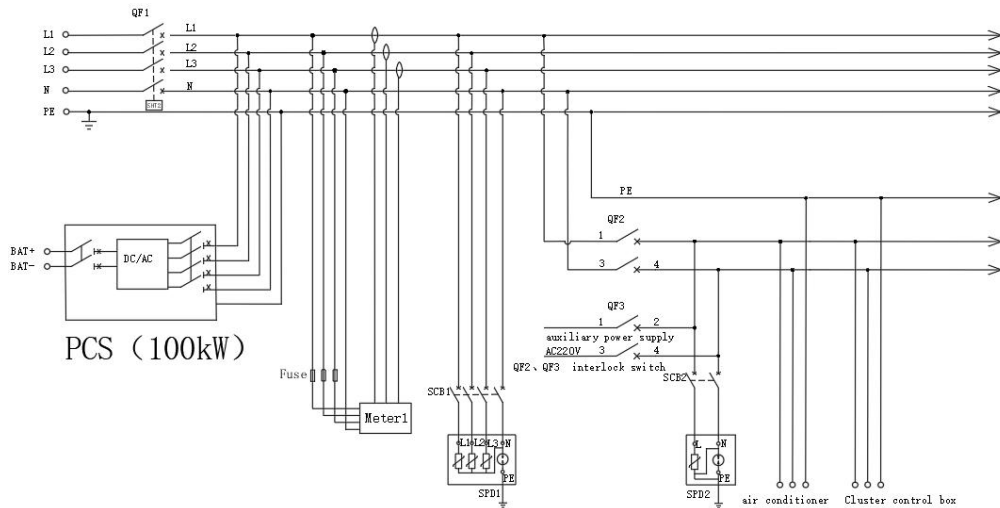 QF1
L1
L1
L2
L2
L3
L3
N
N
SHT2
PE
PE
QF2
BAT+
DC/AC
1
BAT-
3 4
QF3
1 2
PCS（100kW）
auxiliary power supply
AC220V 3 4
QF2、QF3 interlock switch
Fuse
SCB1
SCB2
Meter1
L1 L2 L3 N
L N
PE
PE
SPD1
SPD2
air conditioner
Cluster control box